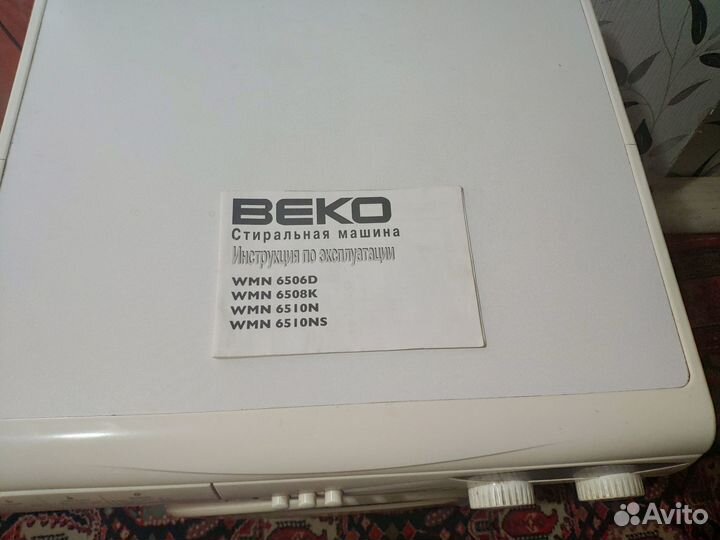 BEKO
Стиральная машина
Инструкция по эксплуатации
WMN 6506D
WMN 6508K
WMN 6510N
WMN 6510NS
Avito